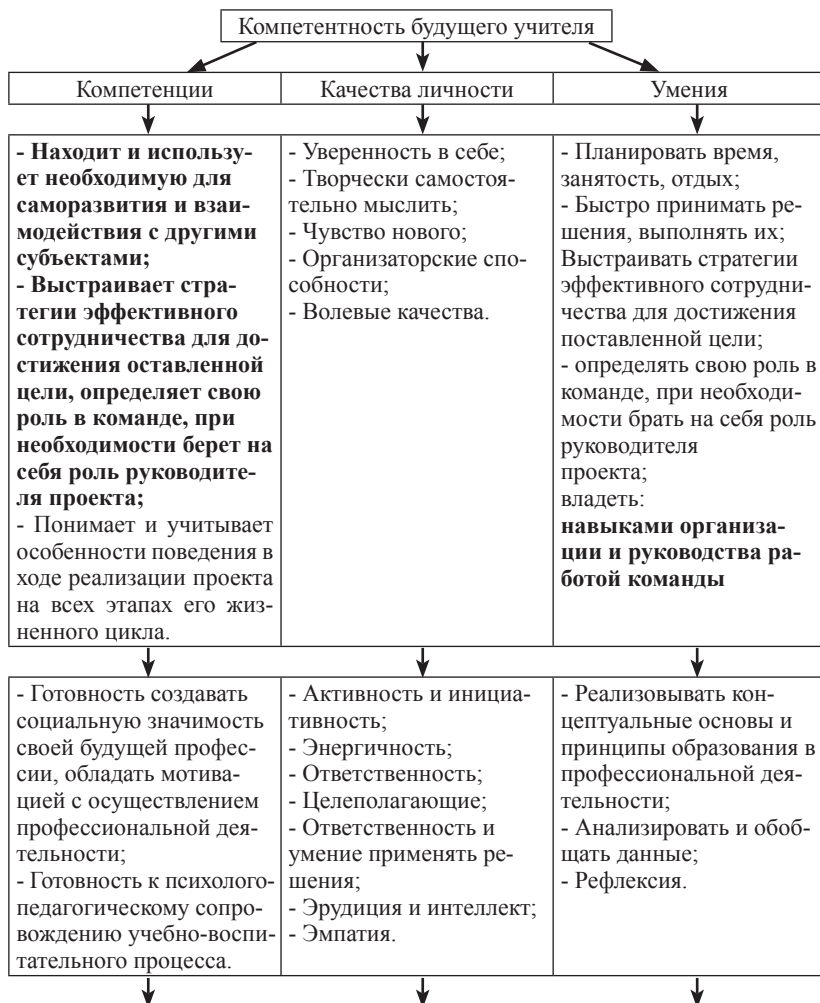 Компетентность будущего учителя
Компетенции
Качества личности
Умения
- Находит и использу-
ет необходимую для
саморазвития и взаи-
модействия с другими
субъектами;
- Выстраивает стра-
тегии эффективного
сотрудничества для до-
стижения оставленной
цели, определяет свою
роль в команде, при
необходимости берет на
себя роль руководите-
ля проекта;
- Понимает и учитывает
особенности поведения в
ходе реализации проекта
на всех этапах его жиз-
ненного цикла.
- Уверенность в себе;
- Творчески самостоя-
тельно мыслить;
- Чувство нового;
- Организаторские спо-
собности;
- Волевые качества.
- Планировать время,
занятость, отдых;
- Быстро принимать ре-
шения, выполнять их;
Выстраивать стратегии
эффективного сотрудни-
чества для достижения
поставленной цели;
- определять свою роль в
команде, при необходи-
мости брать на себя роль
руководителя
проекта;
владеть:
навыками организа-
ции и руководства ра-
ботой команды
- Готовность создавать
социальную значимость
своей будущей профес-
сии, обладать мотива-
цией с осуществлением
профессиональной дея-
тельности;
- Готовность к психолого-
педагогическому сопро-
вождению учебно-воспи-
тательного процесса.
- Активность и инициа-
тивность;
- Энергичность;
- Ответственность;
- Целеполагающие;
- Ответственность и
умение применять ре-
шения;
- Эрудиция и интеллект;
- Эмпатия.
- Реализовывать кон-
цептуальные основы и
принципы образования в
профессиональной дея-
тельности;
- Анализировать и обоб-
щать данные;
- Рефлексия.